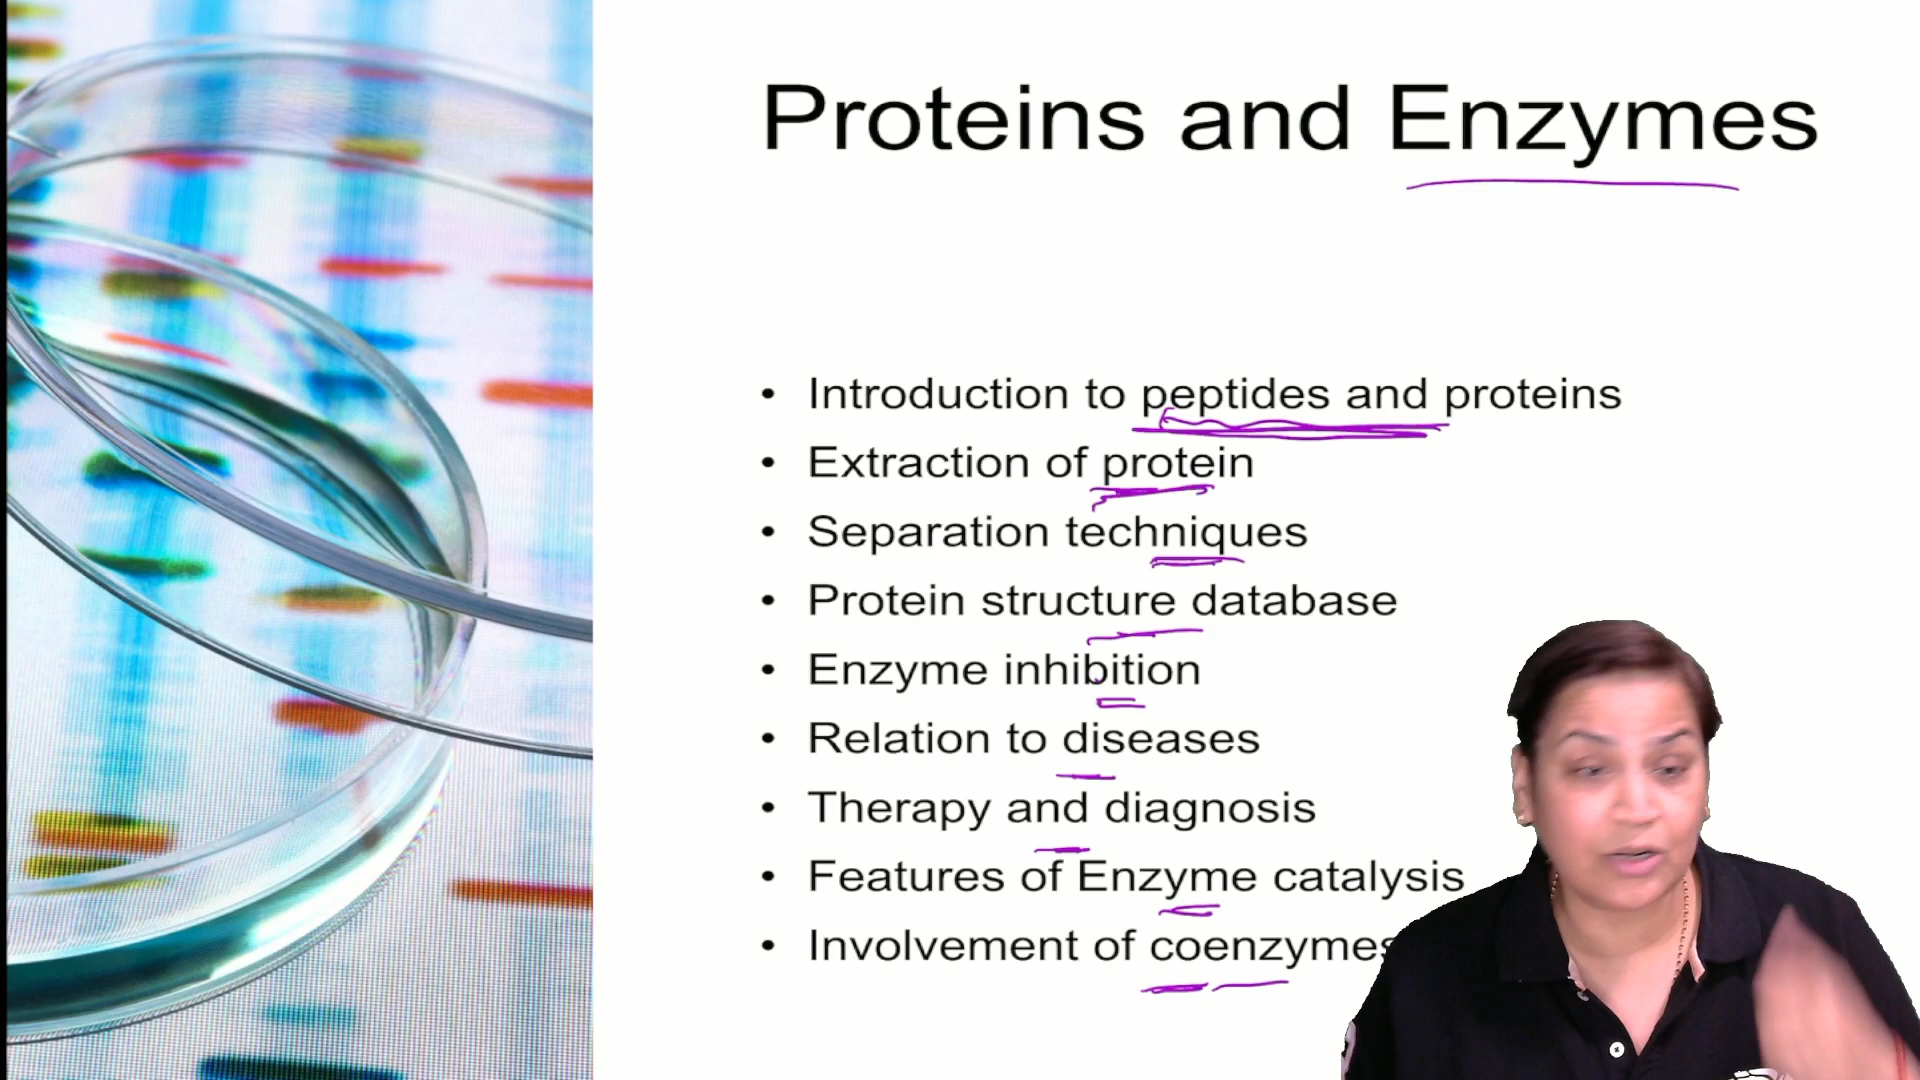 Proteins and Enzymes
• Introduction to peptides and proteins
• Extraction of protein
• Separation techniques
• Protein structure database
• Enzyme inhibition
• Relation to diseases
• Therapy and diagnosis
• Features of Enzyme catalysis
• Involvement of coenzymes